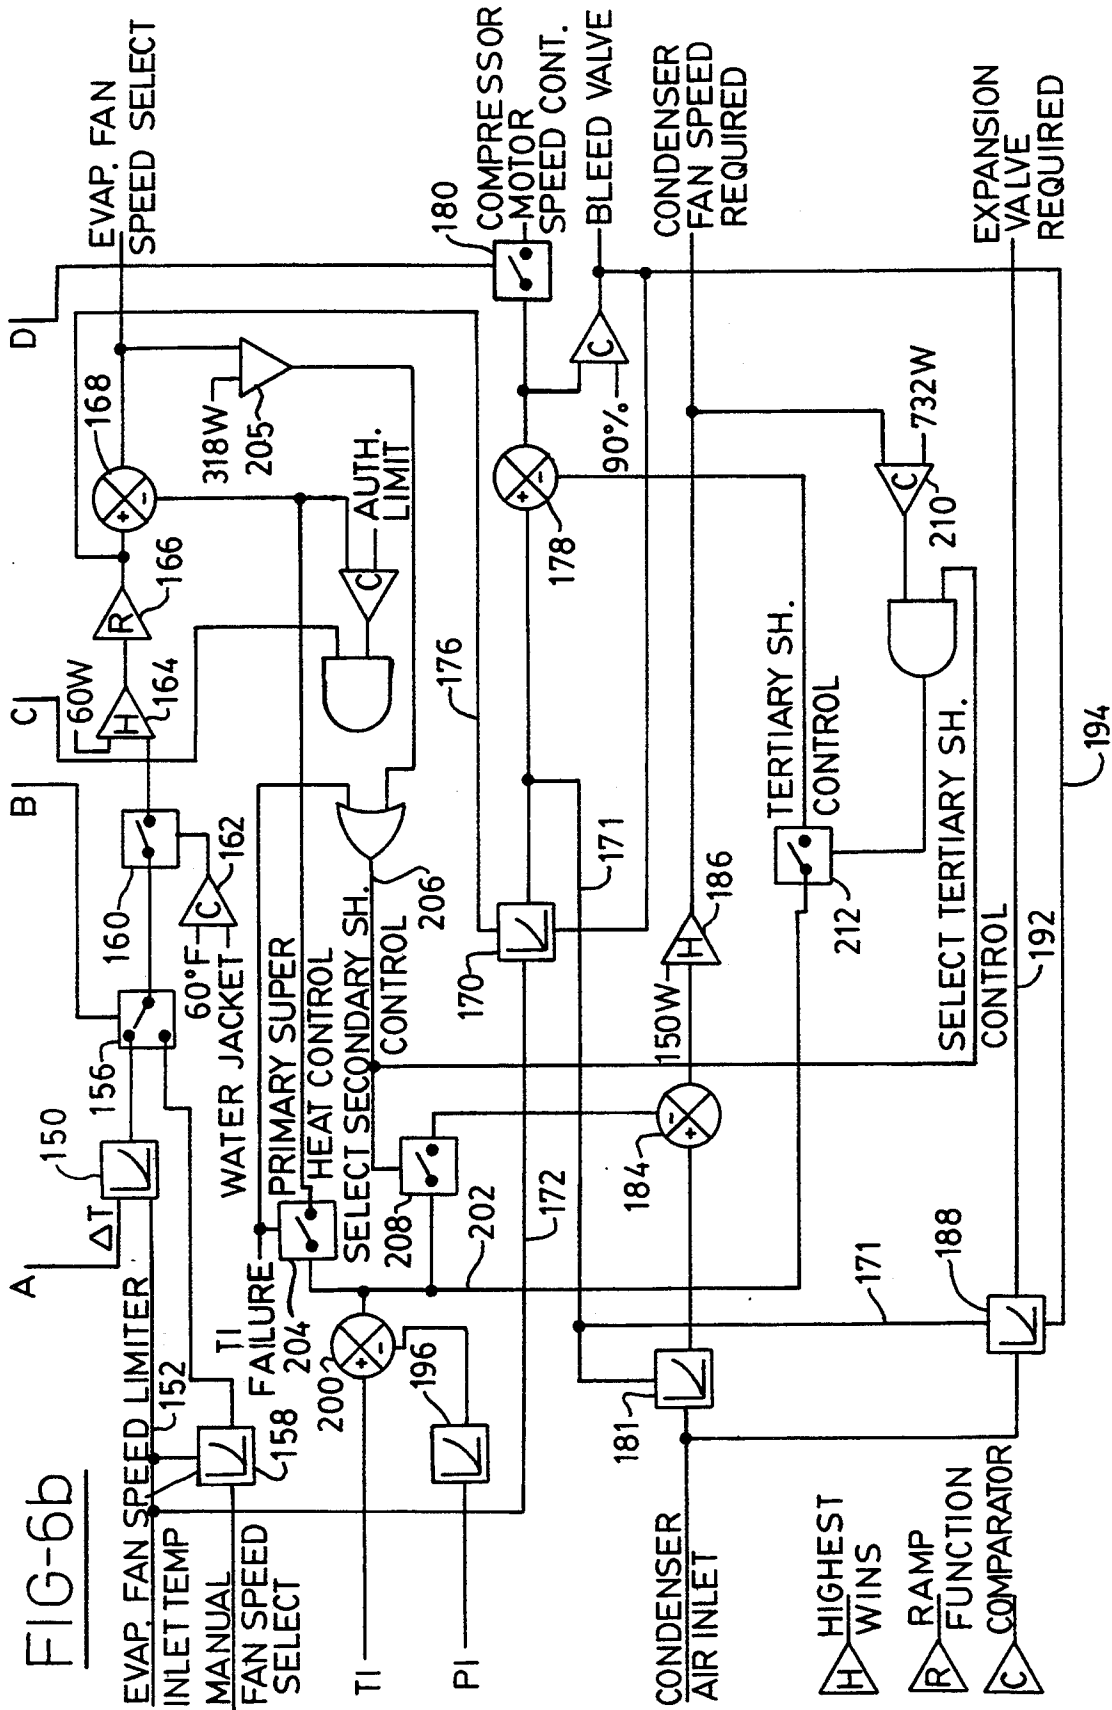 FIG-6b
A
B
C
D
ΔT
150
156
160
60W
164
166
168
EVAP. FAN
SPEED SELECT
EVAP. FAN SPEED LIMITER
152
INLET TEMP
MANUAL
FAN SPEED
SELECT
158
60°F
WATER JACKET
162
318W
205
AUTH.
LIMIT
TI
FAILURE
204
PRIMARY SUPER
HEAT CONTROL
SELECT SECONDARY SH.
CONTROL
206
208
202
200
TI
196
PI
172
170
176
171
178
180
COMPRESSOR
MOTOR
SPEED CONT.
90%
BLEED VALVE
CONDENSER
FAN SPEED
REQUIRED
CONDENSER
AIR INLET
181
184
150W
186
TERTIARY SH.
CONTROL
212
732W
210
SELECT TERTIARY SH.
CONTROL
171
188
192
194
EXPANSION
VALVE
REQUIRED
H
R
C
C
C
C
H
C
+
-
+
-
+
-
+
-
H HIGHEST
WINS
R RAMP
FUNCTION
C COMPARATOR